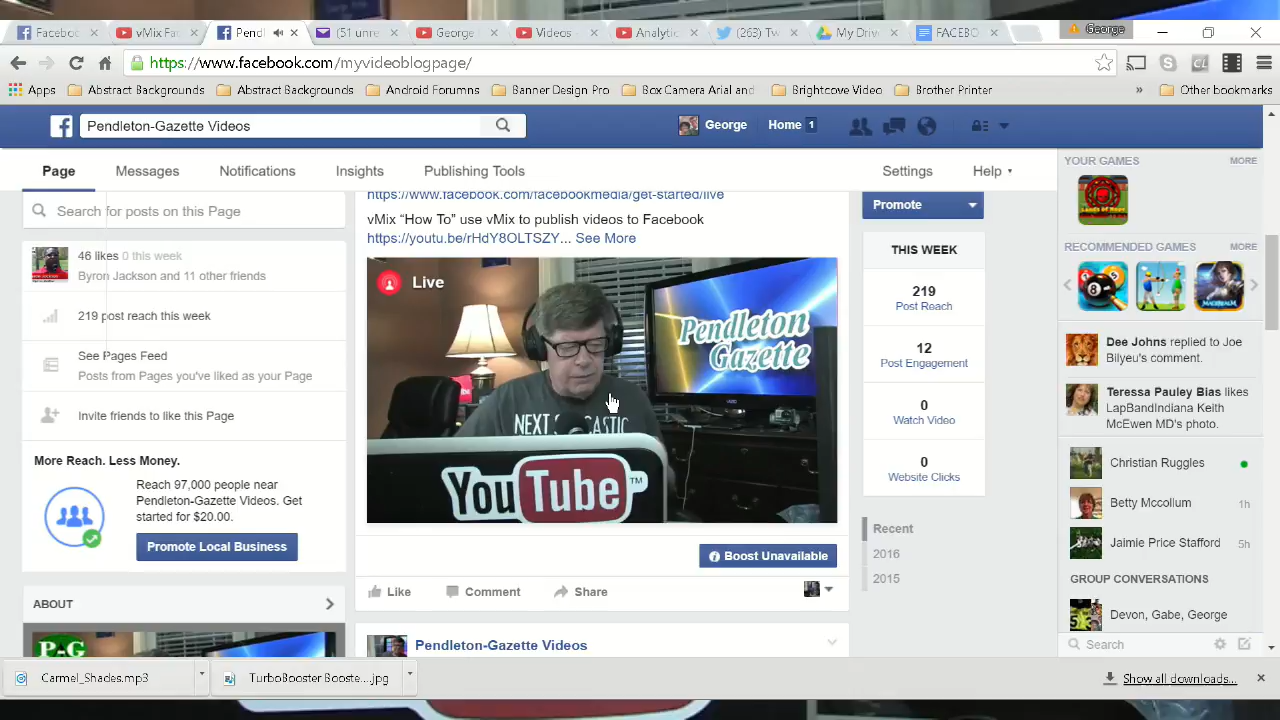 Facebook
vMix Fac
Pendl
(51 unre
George
Videos -
Analytic
(263) Tw
My Driv
FACEBO
George
https://www.facebook.com/myvideoblogpage/
Apps
Abstract Backgrounds
Abstract Backgrounds
Android Forums
Banner Design Pro
Box Camera Arial and
Brightcove Video
Brother Printer
»
Other bookmarks
Pendleton-Gazette Videos
George
Home 1
Page
Messages
Notifications
Insights
Publishing Tools
Settings
Help
Search for posts on this Page
46 likes 0 this week
Byron Jackson and 11 other friends
219 post reach this week
See Pages Feed
Posts from Pages you've liked as your Page
Invite friends to like this Page
More Reach. Less Money.
Reach 97,000 people near
Pendleton-Gazette Videos. Get
started for $20.00.
Promote Local Business
ABOUT
P-G
https://www.facebook.com/facebookmedia/get-started/live
vMix “How To” use vMix to publish videos to Facebook
https://youtu.be/rHdY8OLTSZY... See More
Live
Pendleton
Gazette
NEXT
YouTube™
Boost Unavailable
Like
Comment
Share
Pendleton-Gazette Videos
Promote
THIS WEEK
219
Post Reach
12
Post Engagement
0
Watch Video
0
Website Clicks
Recent
2016
2015
YOUR GAMES
MORE
RECOMMENDED GAMES
MORE
8
Dee Johns replied to Joe
Bilyeu's comment.
Teresa Pauley Bias likes
LapBandIndiana Keith
McEwen MD's photo.
Christian Ruggles
Betty Mccollum
1h
Jaimie Price Stafford
5h
GROUP CONVERSATIONS
Devon, Gabe, George
Search
Carmel_Shades.mp3
TurboBooster Booste....jpg
Show all downloads...